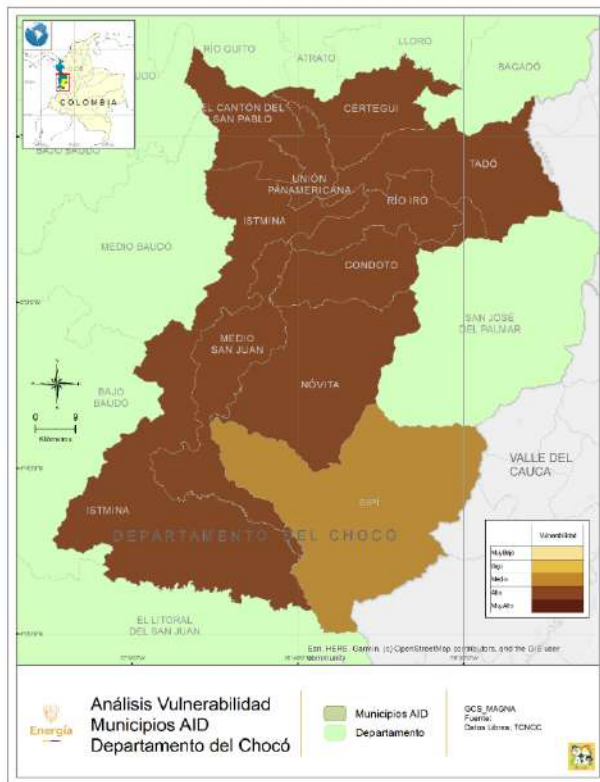 RÍO QUITO
ATRATO
LLORÓ
BAGADÓ
COLOMBIA
EL CANTÓN DEL
SAN PABLO
CÉRTEGUI
BAJO BAUDÓ
TADÓ
UNIÓN
PANAMERICANA
RÍO IRÓ
ISTMINA
MEDIO BAUDÓ
CONDOTO
SAN JOSÉ
DEL PALMAR
MEDIO
SAN JUAN
NÓVITA
BAJO
BAUDÓ
0 9
Kilómetros
VALLE DEL
CAUCA
SIPÍ
ISTMINA
DEPARTAMENTO DEL CHOCÓ
Vulnerabilidad
Muy Bajo
Bajo
Medio
Alto
Muy Alto
EL LITORAL
DEL SAN JUAN
Esri, HERE, Garmin, (c) OpenStreetMap contributors, and the GIS user
community
Energía
Análisis Vulnerabilidad
Municipios AID
Departamento del Chocó
Municipios AID
Departamento
GCS_MAGNA
Fuente:
Datos Libros, TCNCC